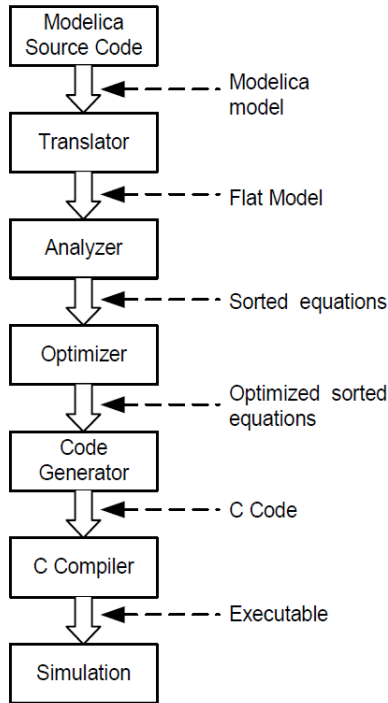 Modelica
Source Code
Modelica
model
Translator
Flat Model
Analyzer
Sorted equations
Optimizer
Optimized sorted
equations
Code
Generator
C Code
C Compiler
Executable
Simulation